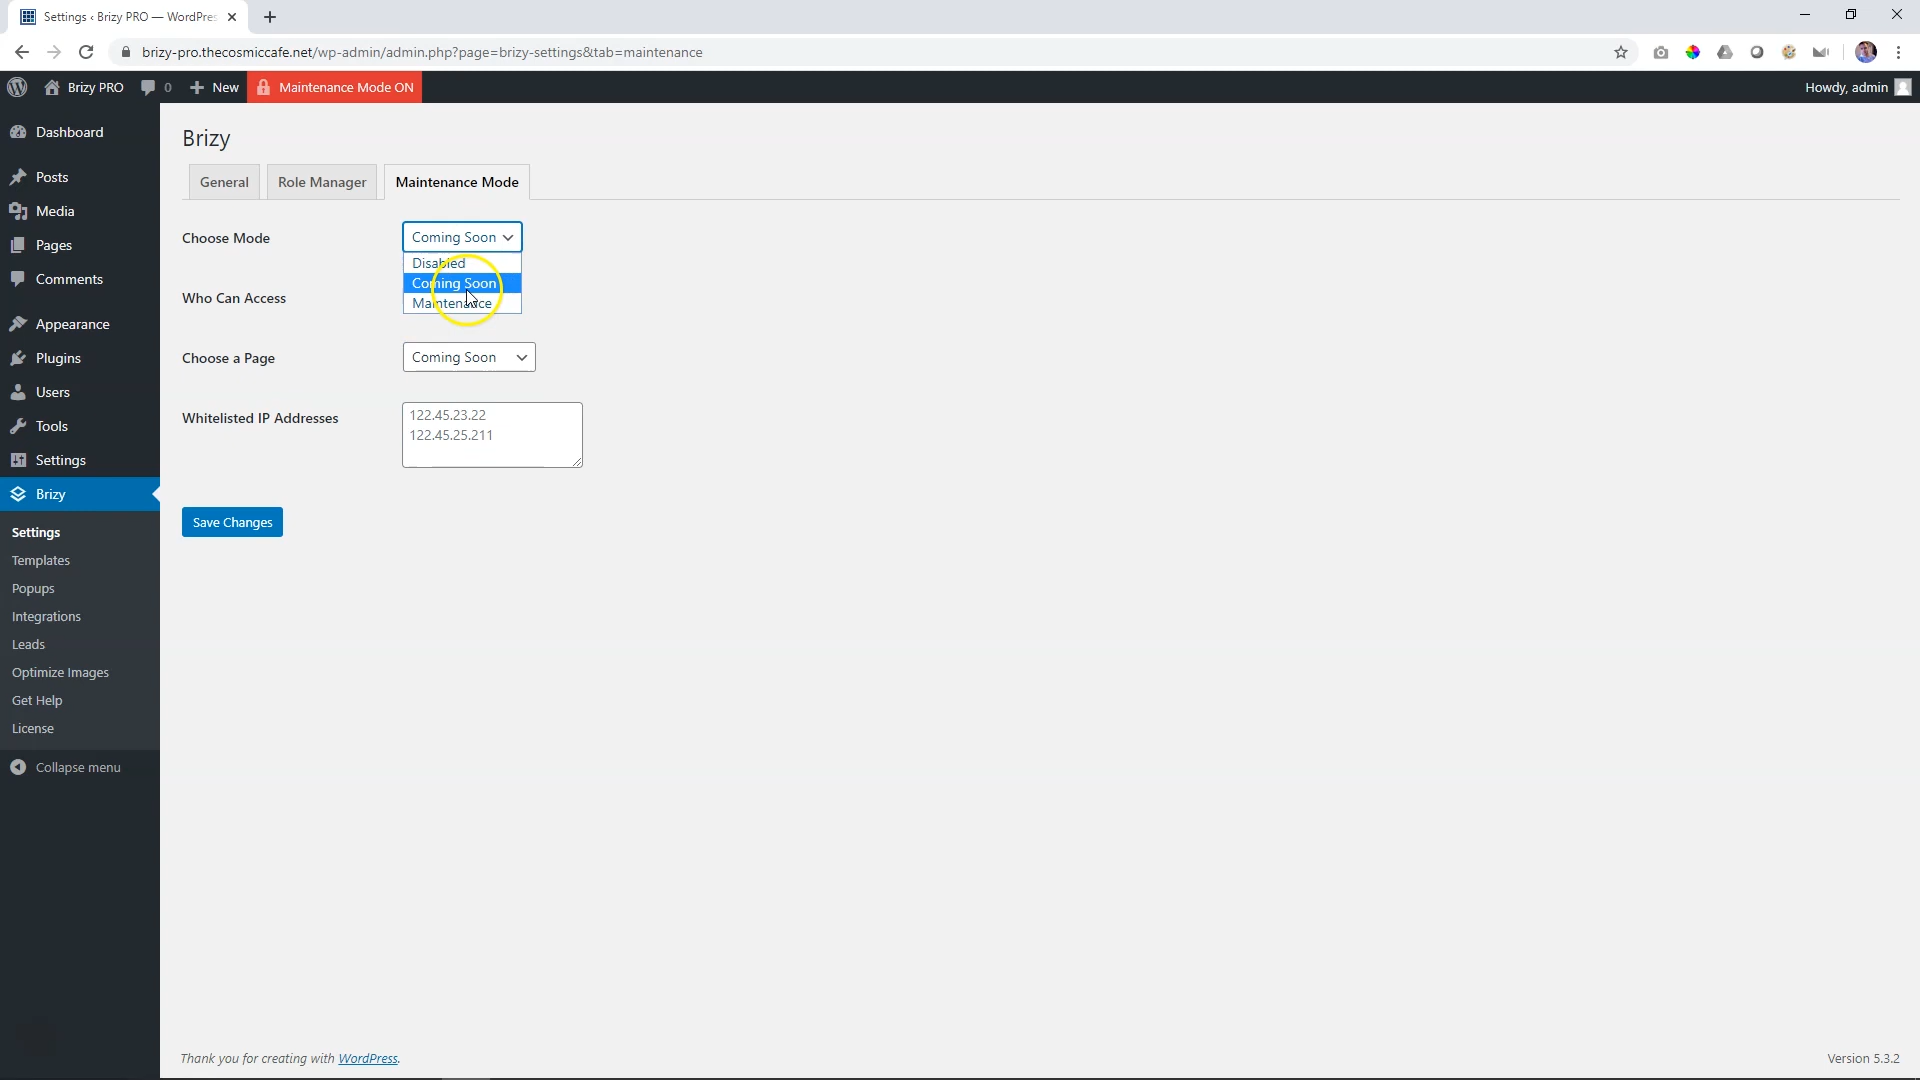 Settings ‹ Brizy PRO — WordPres
brizy-pro.thecosmiccafe.net/wp-admin/admin.php?page=brizy-settings&tab=maintenance
Brizy PRO 0 New Maintenance Mode ON Howdy, admin
Dashboard
Posts
Media
Pages
Comments
Appearance
Plugins
Users
Tools
Settings
Brizy
Settings
Templates
Popups
Integrations
Leads
Optimize Images
Get Help
License
Collapse menu
Brizy
General Role Manager Maintenance Mode
Choose Mode Coming Soon
Disabled
Coming Soon
Maintenance
Who Can Access
Choose a Page Coming Soon
Whitelisted IP Addresses 122.45.23.22
122.45.25.211
Save Changes
Thank you for creating with WordPress. Version 5.3.2